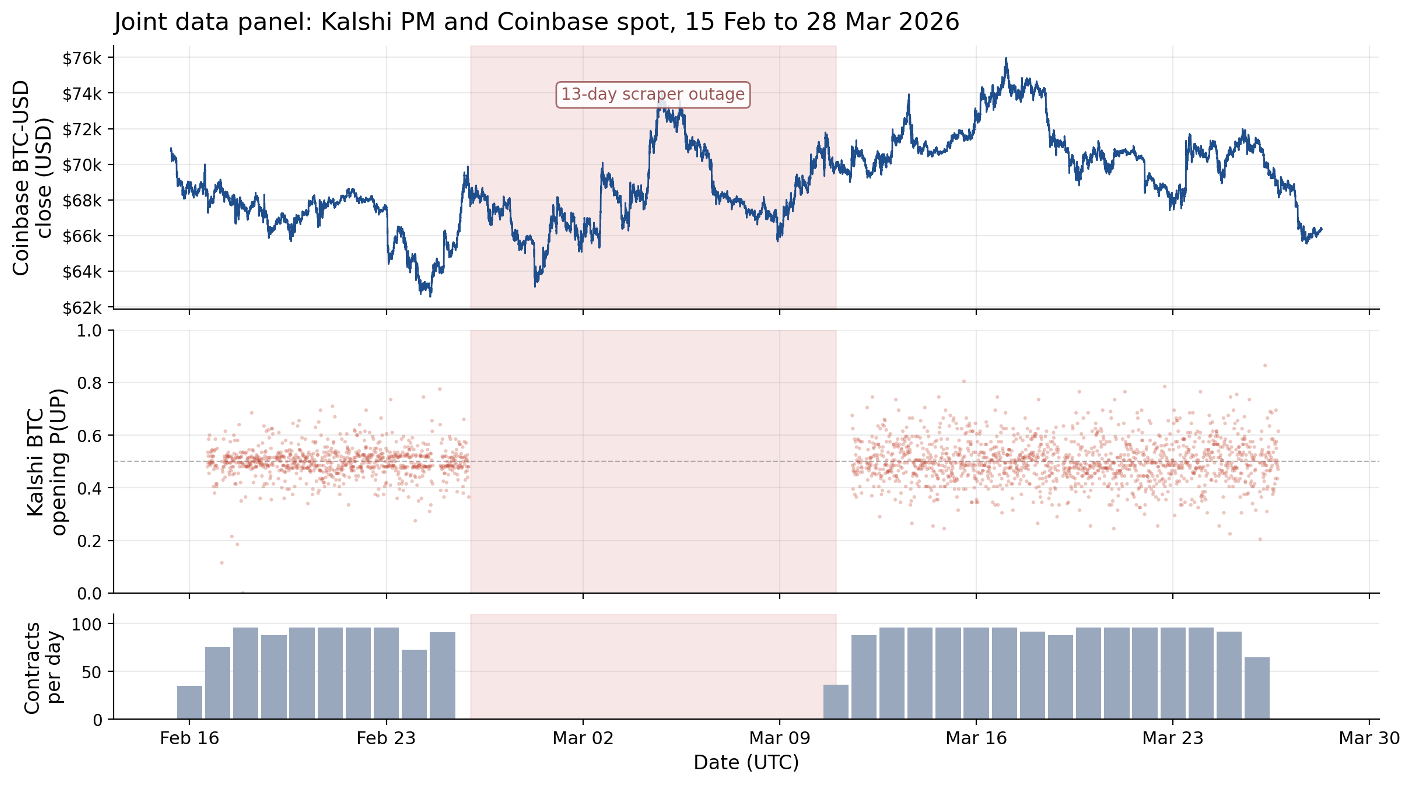 Joint data panel: Kalshi PM and Coinbase spot, 15 Feb to 28 Mar 2026
Coinbase BTC-USD
close (USD)
$76k
$74k
$72k
$70k
$68k
$66k
$64k
$62k
13-day scraper outage
Kalshi BTC
opening P(UP)
1.0
0.8
0.6
0.4
0.2
0.0
Contracts
per day
100
50
0
Feb 16
Feb 23
Mar 02
Mar 09
Mar 16
Mar 23
Mar 30
Date (UTC)